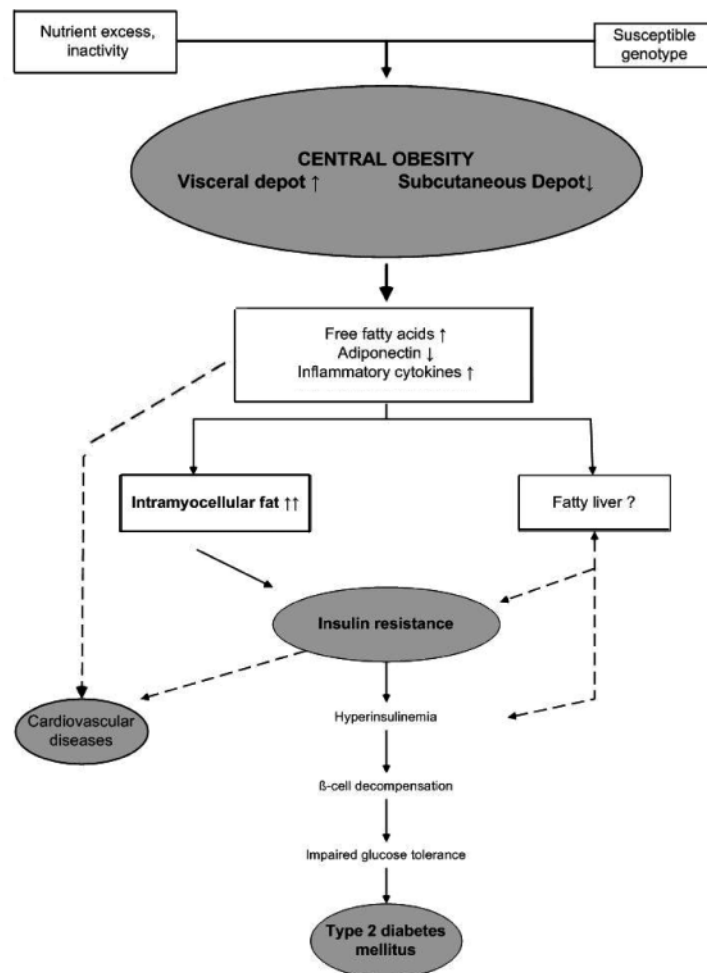 Nutrient excess,
inactivity
Susceptible
genotype
CENTRAL OBESITY
Visceral depot ↑ Subcutaneous Depot↓
Free fatty acids ↑
Adiponectin ↓
Inflammatory cytokines ↑
Intramyocellular fat ↑↑
Fatty liver ?
Insulin resistance
Cardiovascular
diseases
Hyperinsulinemia
ß-cell decompensation
Impaired glucose tolerance
Type 2 diabetes
mellitus